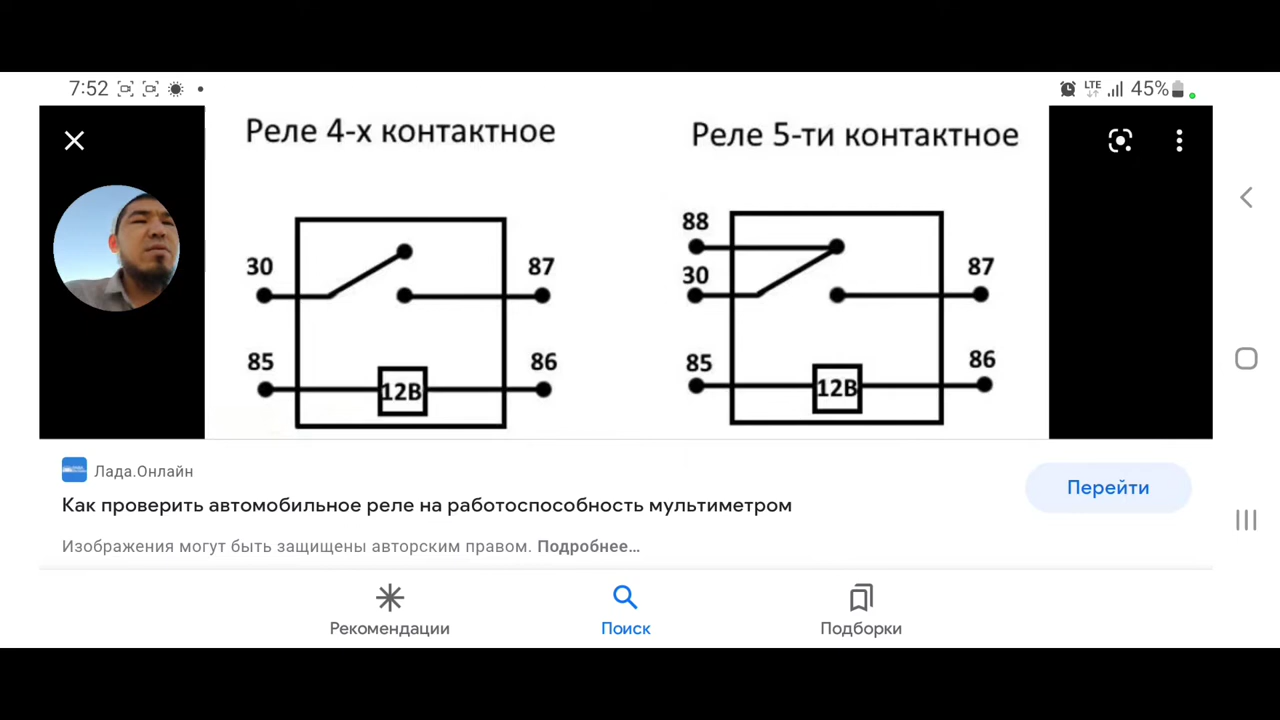 7:52
LTE 45%
Реле 4-х контактное
Реле 5-ти контактное
30
87
85
86
12В
88
30
87
85
86
12В
Лада.Онлайн
Как проверить автомобильное реле на работоспособность мультиметром
Перейти
Изображения могут быть защищены авторским правом. Подробнее...
Рекомендации
Поиск
Подборки